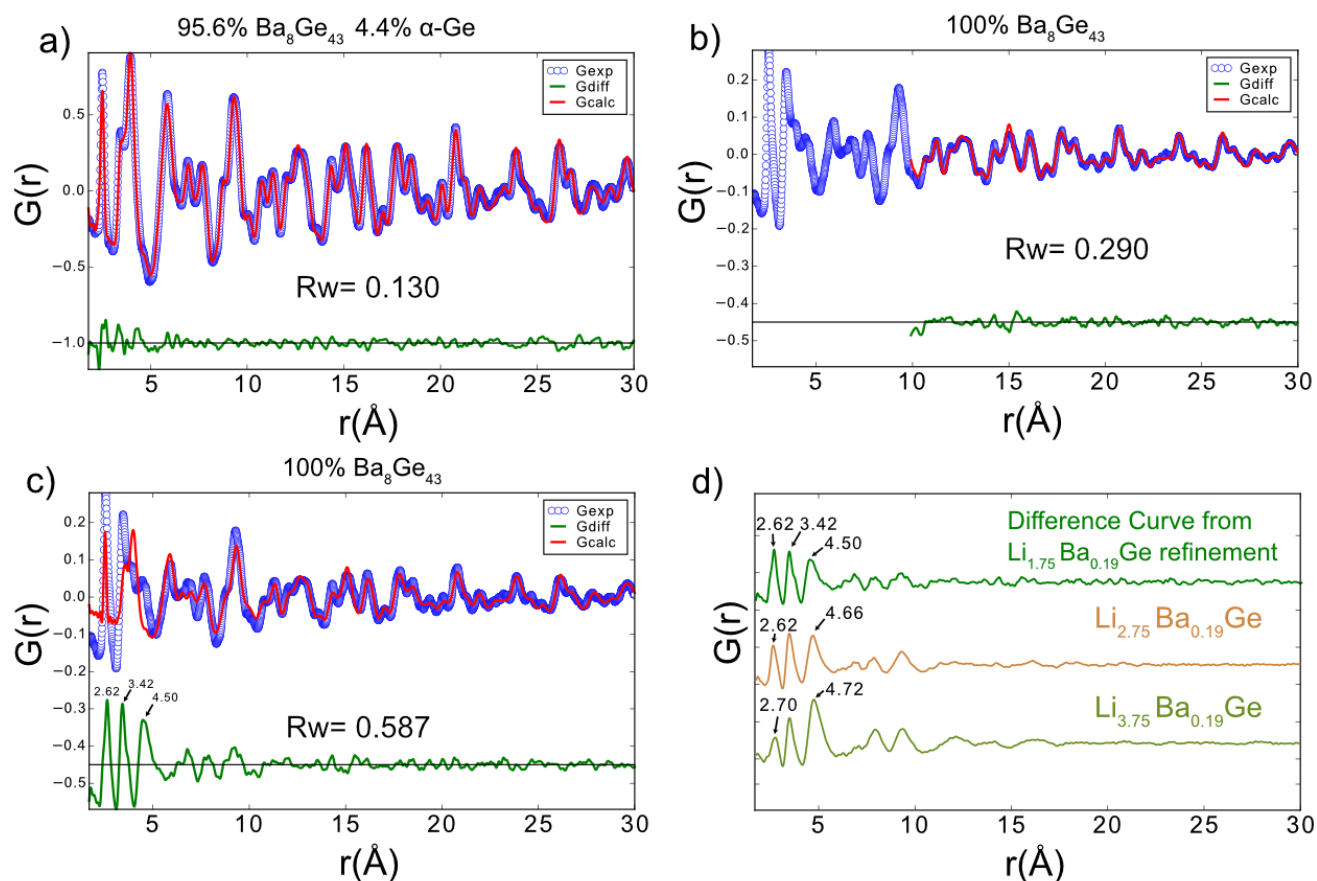 a)
95.6% Ba₈Ge₄₃ 4.4% α-Ge
Gexp
Gdiff
Gcalc
0.5
0.0
−0.5
−1.0
G(r)
Rw= 0.130
5 10 15 20 25 30
r(Å)
b)
100% Ba₈Ge₄₃
Gexp
Gdiff
Gcalc
0.2
0.1
0.0
−0.1
−0.2
−0.3
−0.4
−0.5
G(r)
Rw= 0.290
5 10 15 20 25 30
r(Å)
c)
100% Ba₈Ge₄₃
Gexp
Gdiff
Gcalc
0.2
0.1
0.0
−0.1
−0.2
−0.3
−0.4
−0.5
G(r)
2.62 3.42 4.50
Rw= 0.587
5 10 15 20 25 30
r(Å)
d)
2.62 3.42
4.50
Difference Curve from
Li₁.₇₅Ba₀.₁₉Ge refinement
2.62 4.66
Li₂.₇₅Ba₀.₁₉Ge
2.70 4.72
Li₃.₇₅Ba₀.₁₉Ge
G(r)
5 10 15 20 25 30
r(Å)